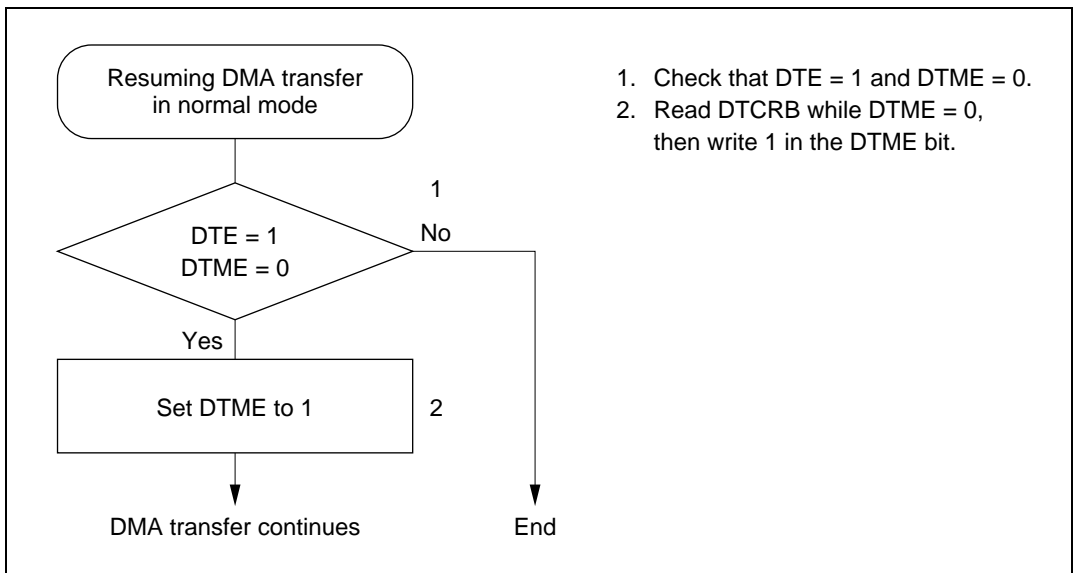 Resuming DMA transfer
in normal mode
1. Check that DTE = 1 and DTME = 0.
2. Read DTCRB while DTME = 0,
then write 1 in the DTME bit.
1
DTE = 1
DTME = 0
No
Yes
Set DTME to 1
2
DMA transfer continues
End